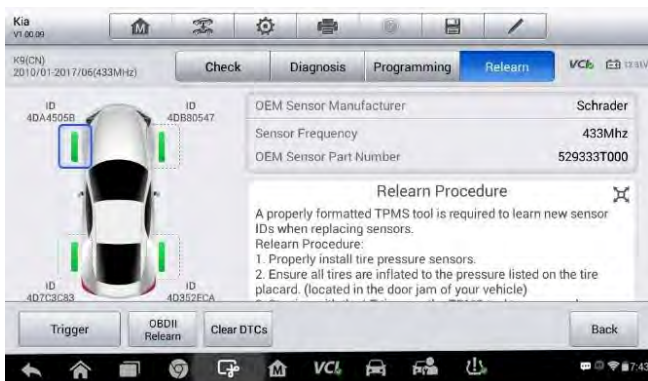 Kia
V1.00.09
K9(CN)
2010/01-2017/06(433MHz)
Check
Diagnosis
Programming
Relearn
VCI
ID
4DA4505B
ID
4DB80547
OEM Sensor Manufacturer
Schrader
Sensor Frequency
433Mhz
OEM Sensor Part Number
529333T000
Relearn Procedure
A properly formatted TPMS tool is required to learn new sensor
IDs when replacing sensors.
Relearn Procedure:
1. Properly install tire pressure sensors.
2. Ensure all tires are inflated to the pressure listed on the tire
placard. (located in the door jam of your vehicle)
ID
4D7C3C83
ID
4D352ECA
Trigger
OBDII
Relearn
Clear DTCs
Back
M
VCI
7:43